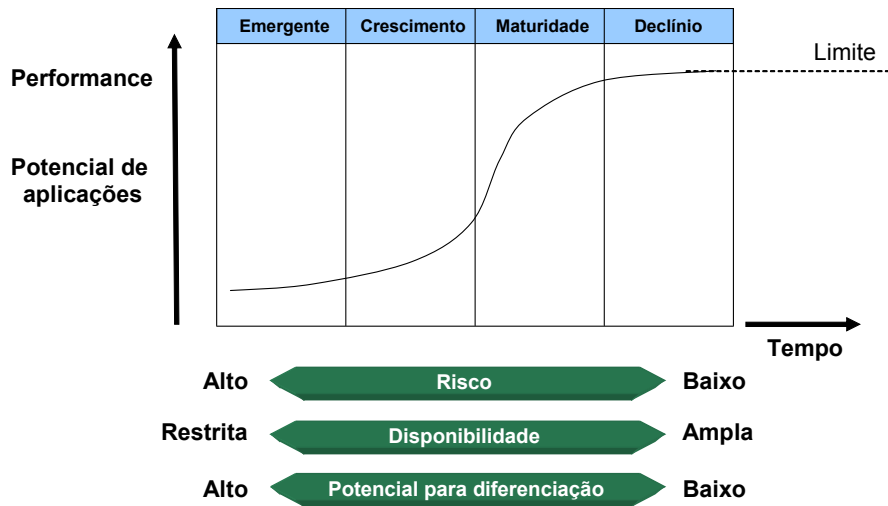 Emergente Crescimento Maturidade Declínio
Limite
Performance
Potencial de
aplicações
Tempo
Alto Risco Baixo
Restrita Disponibilidade Ampla
Alto Potencial para diferenciação Baixo